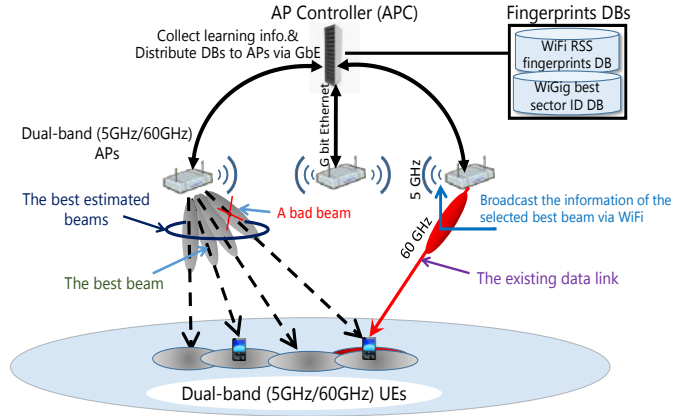 AP Controller (APC)
Fingerprints DBs
Collect learning info.&
Distribute DBs to APs via GbE
WiFi RSS
fingerprints DB
WiGig best
sector ID DB
G bit Ethernet
Dual-band (5GHz/60GHz)
APs
5 GHz
The best estimated
beams
A bad beam
Broadcast the information of the
selected best beam via WiFi
60 GHz
The best beam
The existing data link
Dual-band (5GHz/60GHz) UEs